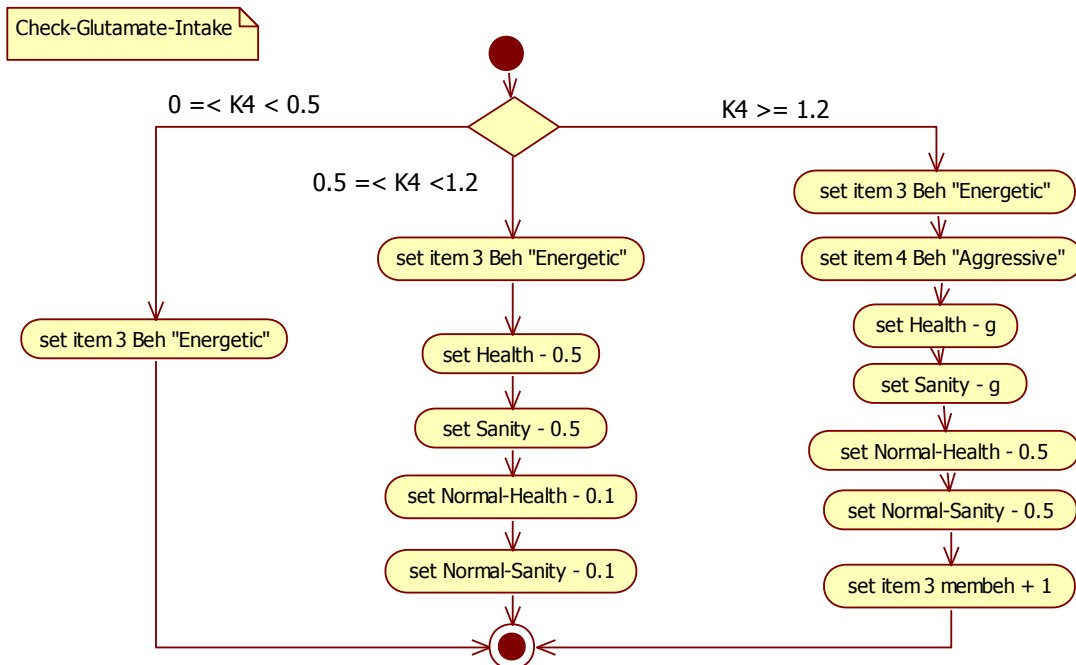 Check-Glutamate-Intake
0 =< K4 < 0.5
K4 >= 1.2
0.5 =< K4 <1.2
set item 3 Beh "Energetic"
set item 3 Beh "Energetic"
set Health - 0.5
set Sanity - 0.5
set Normal-Health - 0.1
set Normal-Sanity - 0.1
set item 3 Beh "Energetic"
set item 4 Beh "Aggressive"
set Health - g
set Sanity - g
set Normal-Health - 0.5
set Normal-Sanity - 0.5
set item 3 membeh + 1